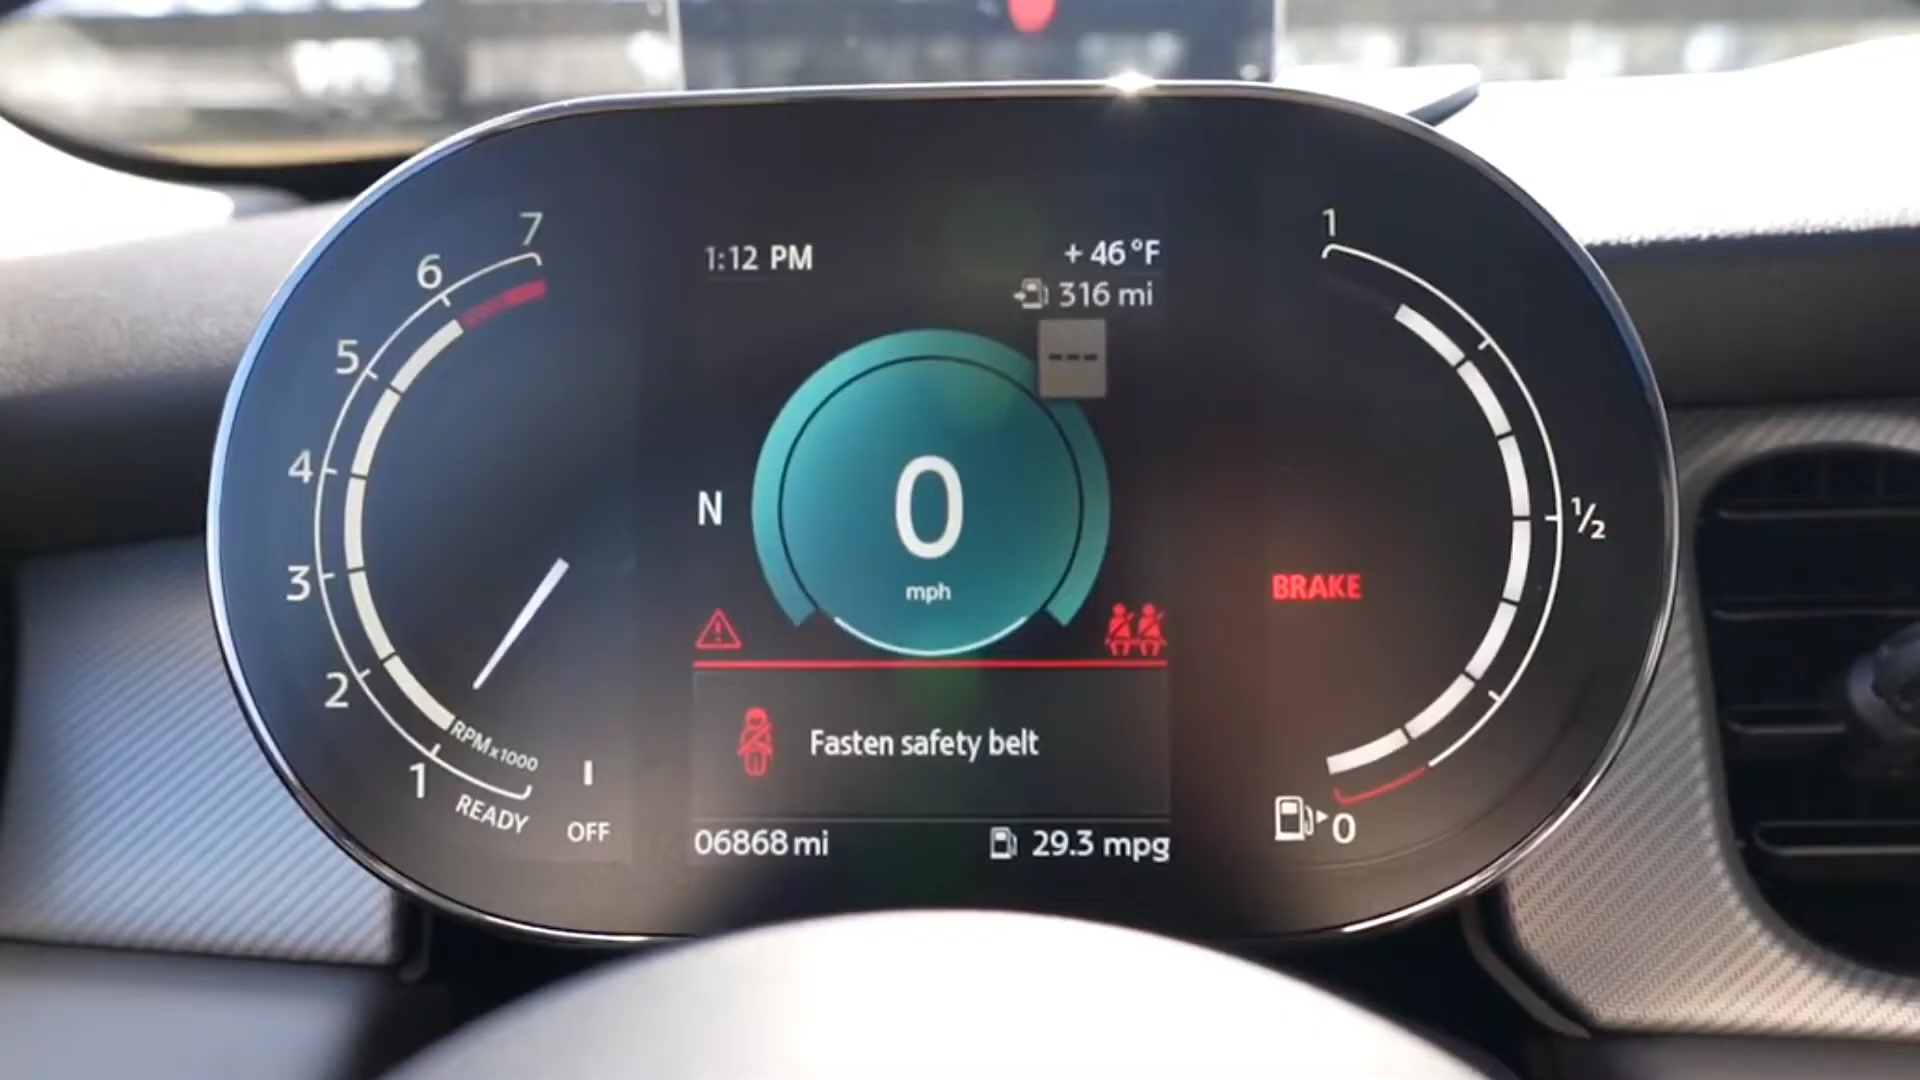 7
6
5
4
3
2
1
RPM x1000
READY
OFF
1:12 PM
+ 46 °F
316 mi
---
N
0
mph
Fasten safety belt
06868 mi
29.3 mpg
1
1/2
BRAKE
0